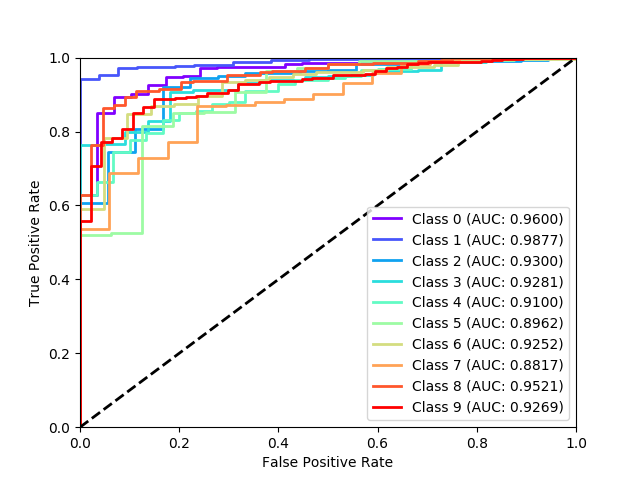 1.0
0.8
0.6
0.4
0.2
0.0
True Positive Rate
Class 0 (AUC: 0.9600)
Class 1 (AUC: 0.9877)
Class 2 (AUC: 0.9300)
Class 3 (AUC: 0.9281)
Class 4 (AUC: 0.9100)
Class 5 (AUC: 0.8962)
Class 6 (AUC: 0.9252)
Class 7 (AUC: 0.8817)
Class 8 (AUC: 0.9521)
Class 9 (AUC: 0.9269)
0.0 0.2 0.4 0.6 0.8 1.0
False Positive Rate